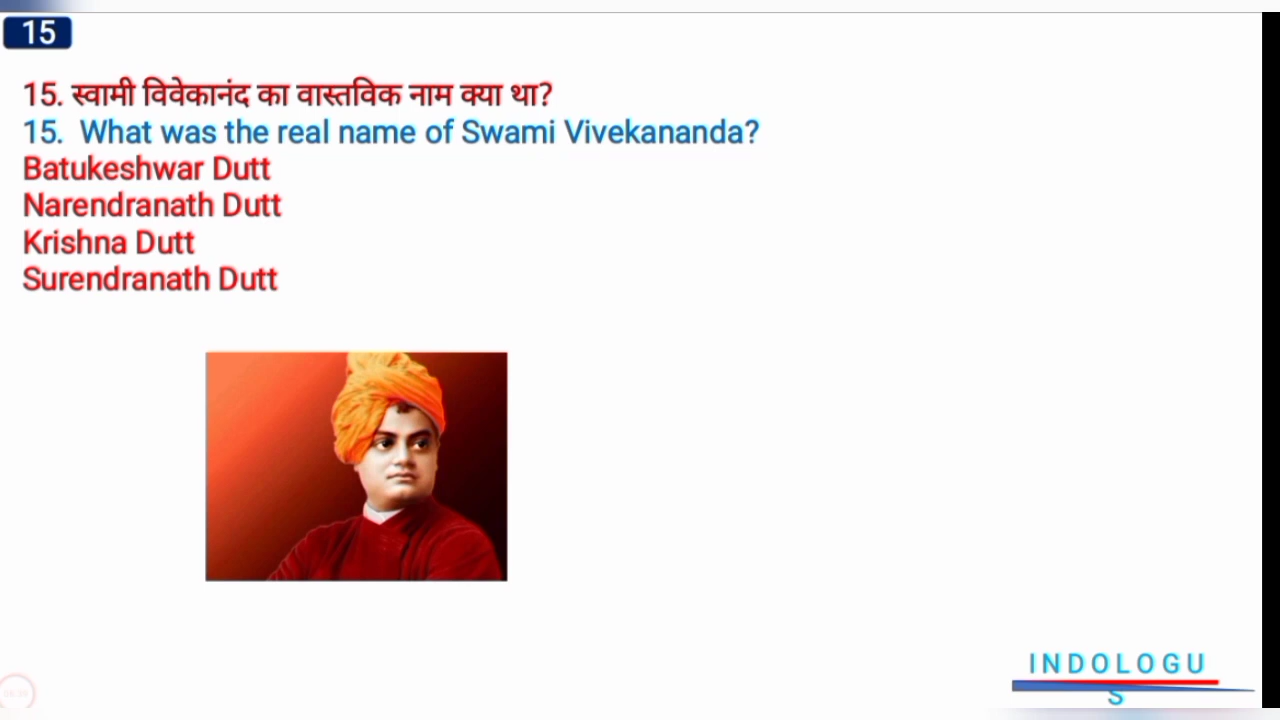 15
15. स्वामी विवेकानंद का वास्तविक नाम क्या था?
15. What was the real name of Swami Vivekananda?
Batukeshwar Dutt
Narendranath Dutt
Krishna Dutt
Surendranath Dutt
INDOLOGU
S